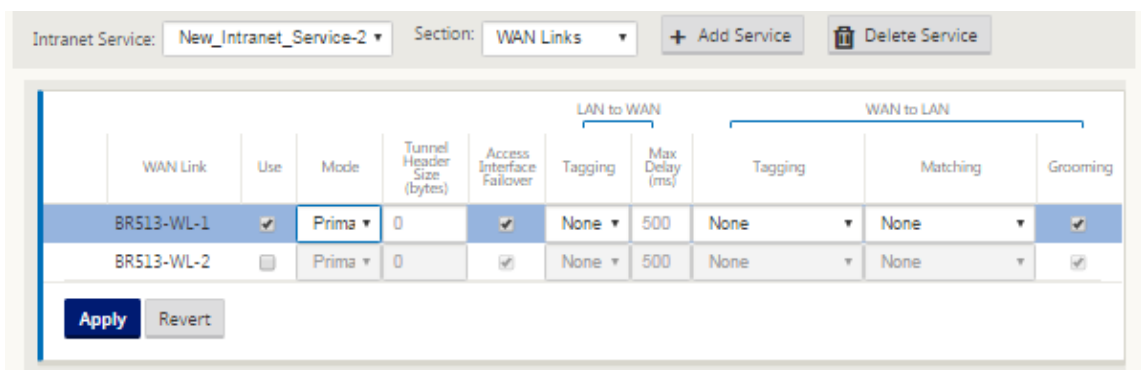 Intranet Service: New_Intranet_Service-2 Section: WAN Links + Add Service Delete Service
LAN to WAN WAN to LAN
WAN Link Use Mode Tunnel Header Size (bytes) Access Interface Failover Tagging Max Delay (ms) Tagging Matching Grooming
BR513-WL-1 Prima 0 None 500 None None
BR513-WL-2 Prima 0 None 500 None None
Apply Revert